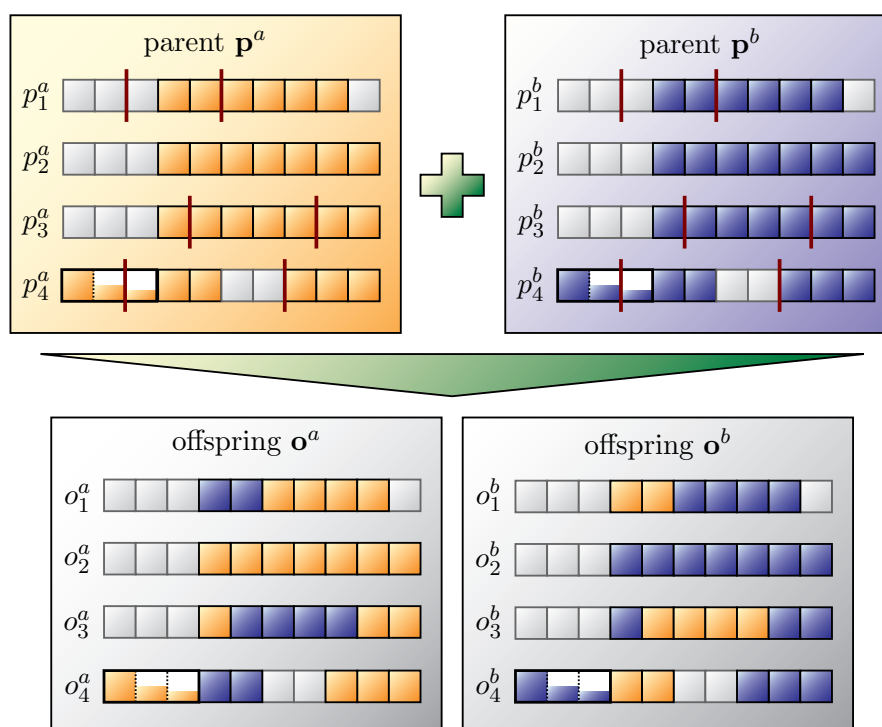 parent p^a
p_1^a
p_2^a
p_3^a
p_4^a
parent p^b
p_1^b
p_2^b
p_3^b
p_4^b
offspring o^a
o_1^a
o_2^a
o_3^a
o_4^a
offspring o^b
o_1^b
o_2^b
o_3^b
o_4^b